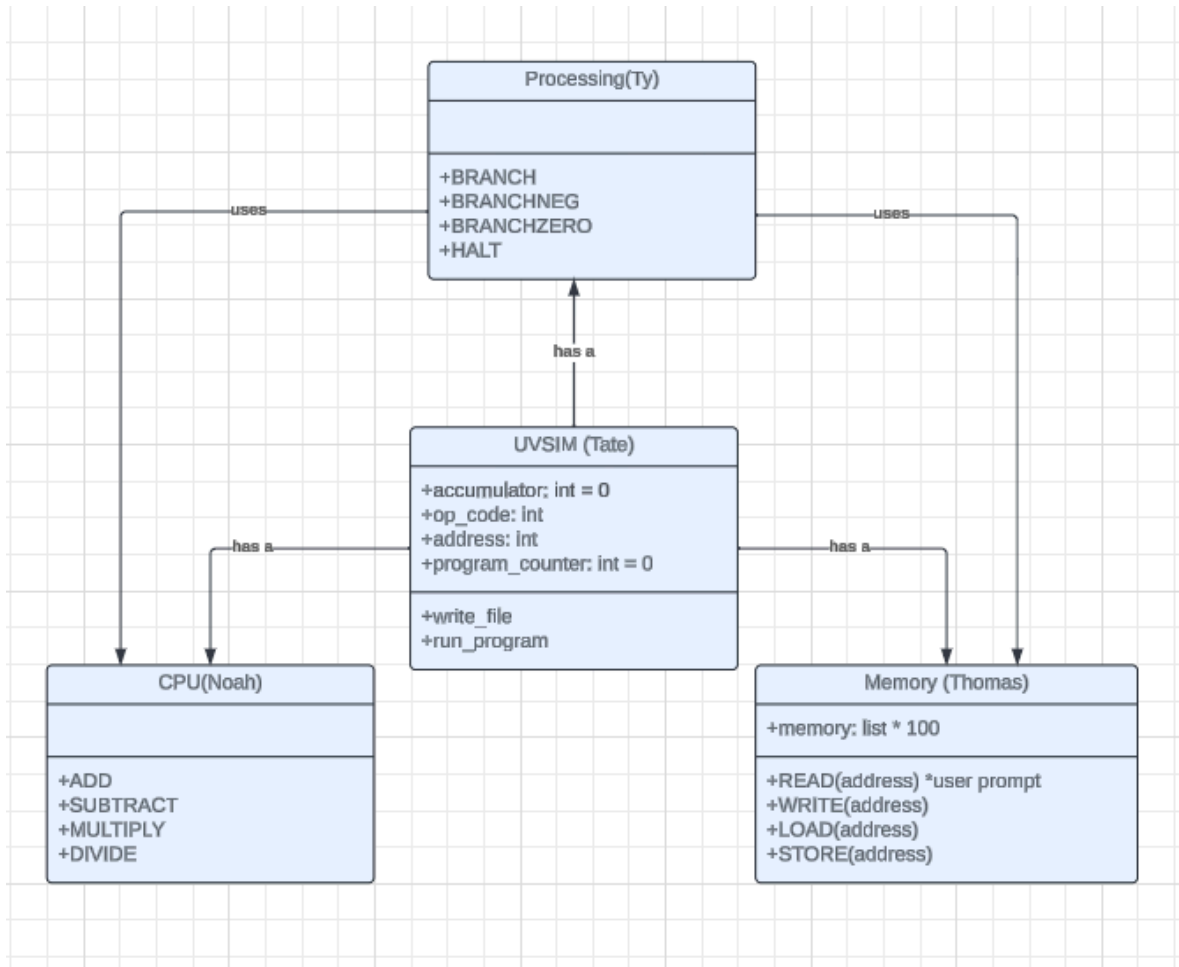 Processing(Ty)
+BRANCH
+BRANCHNEG
+BRANCHZERO
+HALT
uses
uses
has a
UVSIM (Tate)
+accumulator: int = 0
+op_code: int
+address: int
+program_counter: int = 0
+write_file
+run_program
has a
has a
CPU(Noah)
+ADD
+SUBTRACT
+MULTIPLY
+DIVIDE
Memory (Thomas)
+memory: list * 100
+READ(address) *user prompt
+WRITE(address)
+LOAD(address)
+STORE(address)